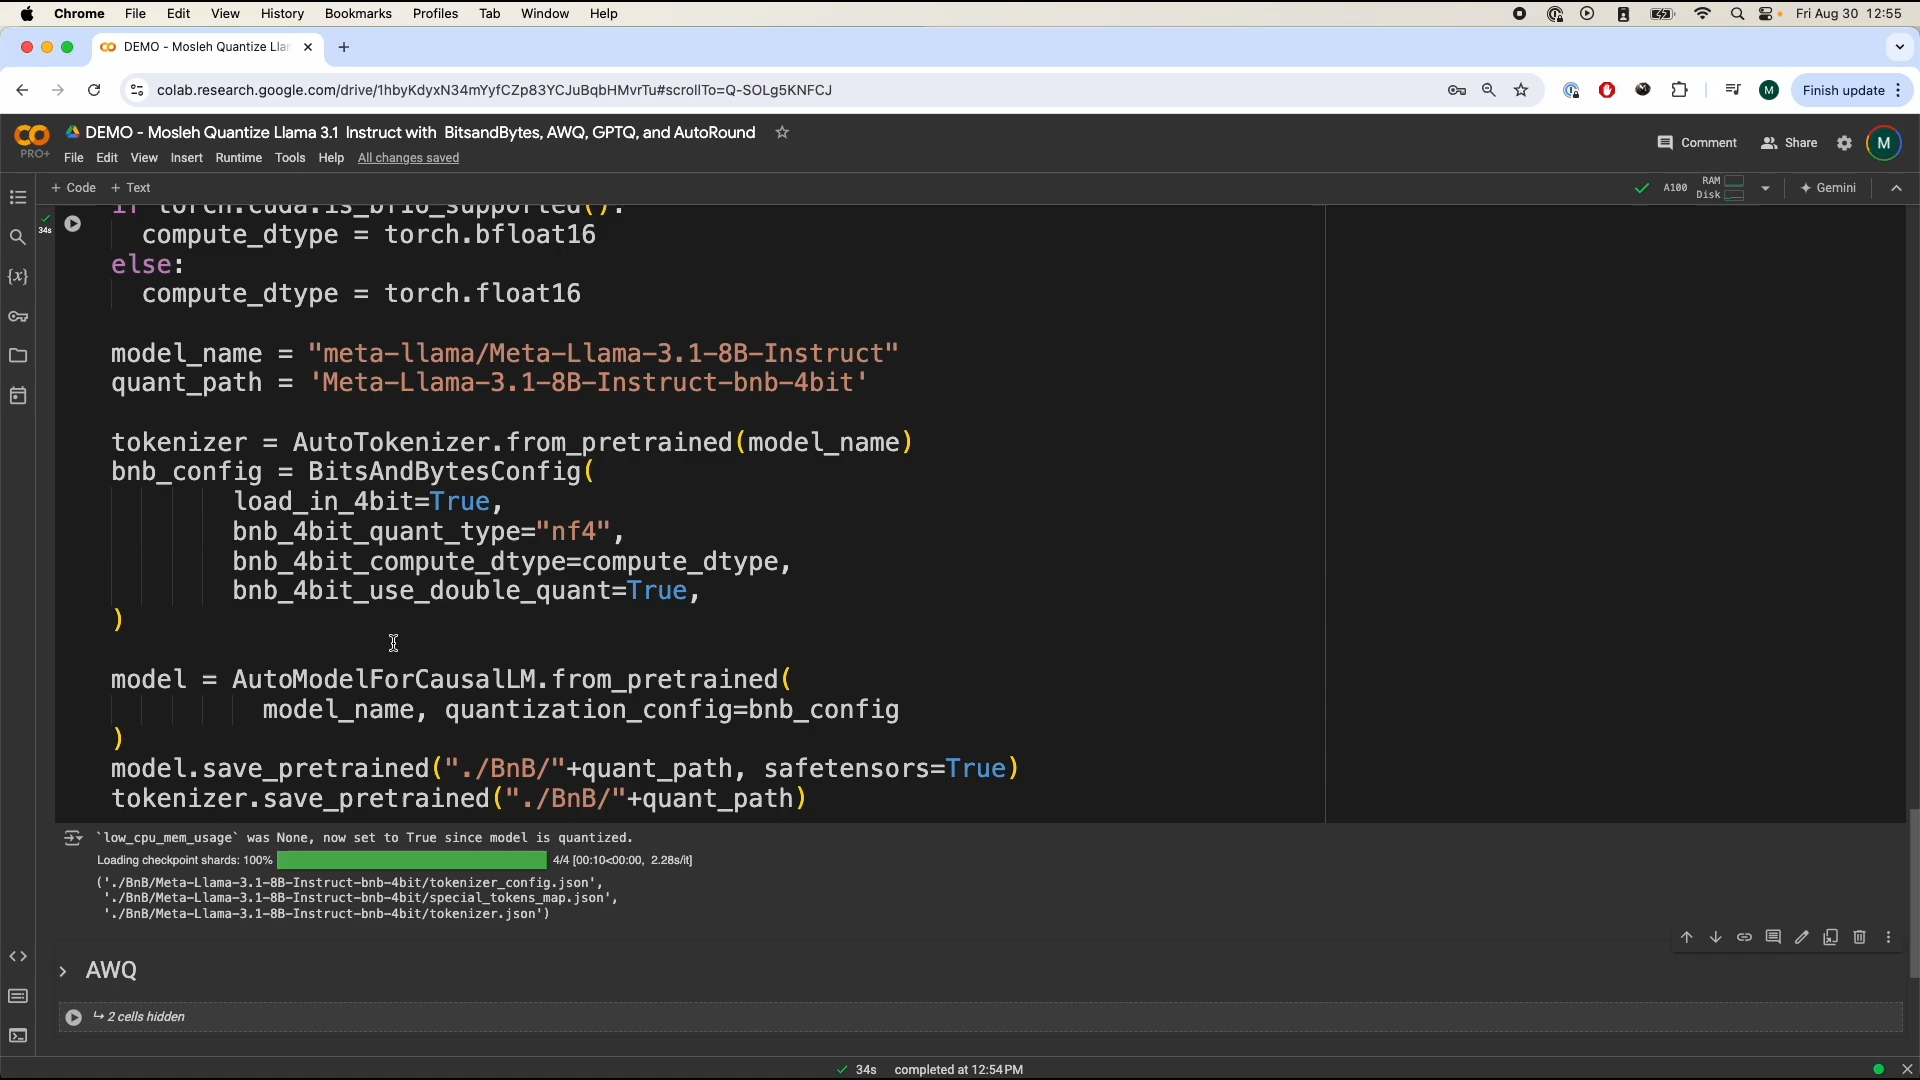 Chrome File Edit View History Bookmarks Profiles Tab Window Help
Fri Aug 30 12:55
DEMO - Mosleh Quantize Llar
colab.research.google.com/drive/1hbyKdyxN34mYyfCZp83YCJuBqbHMvrTu#scrollTo=Q-SOLg5KNFCJ
M
Finish update
PRO+
DEMO - Mosleh Quantize Llama 3.1 Instruct with BitsandBytes, AWQ, GPTQ, and AutoRound
File Edit View Insert Runtime Tools Help All changes saved
Comment
Share
M
+ Code + Text
A100
RAM
Disk
Gemini
34s
if torch.cuda.is_bf16_supported():
compute_dtype = torch.bfloat16
else:
compute_dtype = torch.float16
model_name = "meta-llama/Meta-Llama-3.1-8B-Instruct"
quant_path = 'Meta-Llama-3.1-8B-Instruct-bnb-4bit'
tokenizer = AutoTokenizer.from_pretrained(model_name)
bnb_config = BitsAndBytesConfig(
load_in_4bit=True,
bnb_4bit_quant_type="nf4",
bnb_4bit_compute_dtype=compute_dtype,
bnb_4bit_use_double_quant=True,
)
model = AutoModelForCausalLM.from_pretrained(
model_name, quantization_config=bnb_config
)
model.save_pretrained("./BnB/"+quant_path, safetensors=True)
tokenizer.save_pretrained("./BnB/"+quant_path)
`low_cpu_mem_usage` was None, now set to True since model is quantized.
Loading checkpoint shards: 100% 4/4 [00:10<00:00, 2.28s/it]
('./BnB/Meta-Llama-3.1-8B-Instruct-bnb-4bit/tokenizer_config.json',
'./BnB/Meta-Llama-3.1-8B-Instruct-bnb-4bit/special_tokens_map.json',
'./BnB/Meta-Llama-3.1-8B-Instruct-bnb-4bit/tokenizer.json')
AWQ
↳ 2 cells hidden
✓ 34s completed at 12:54 PM